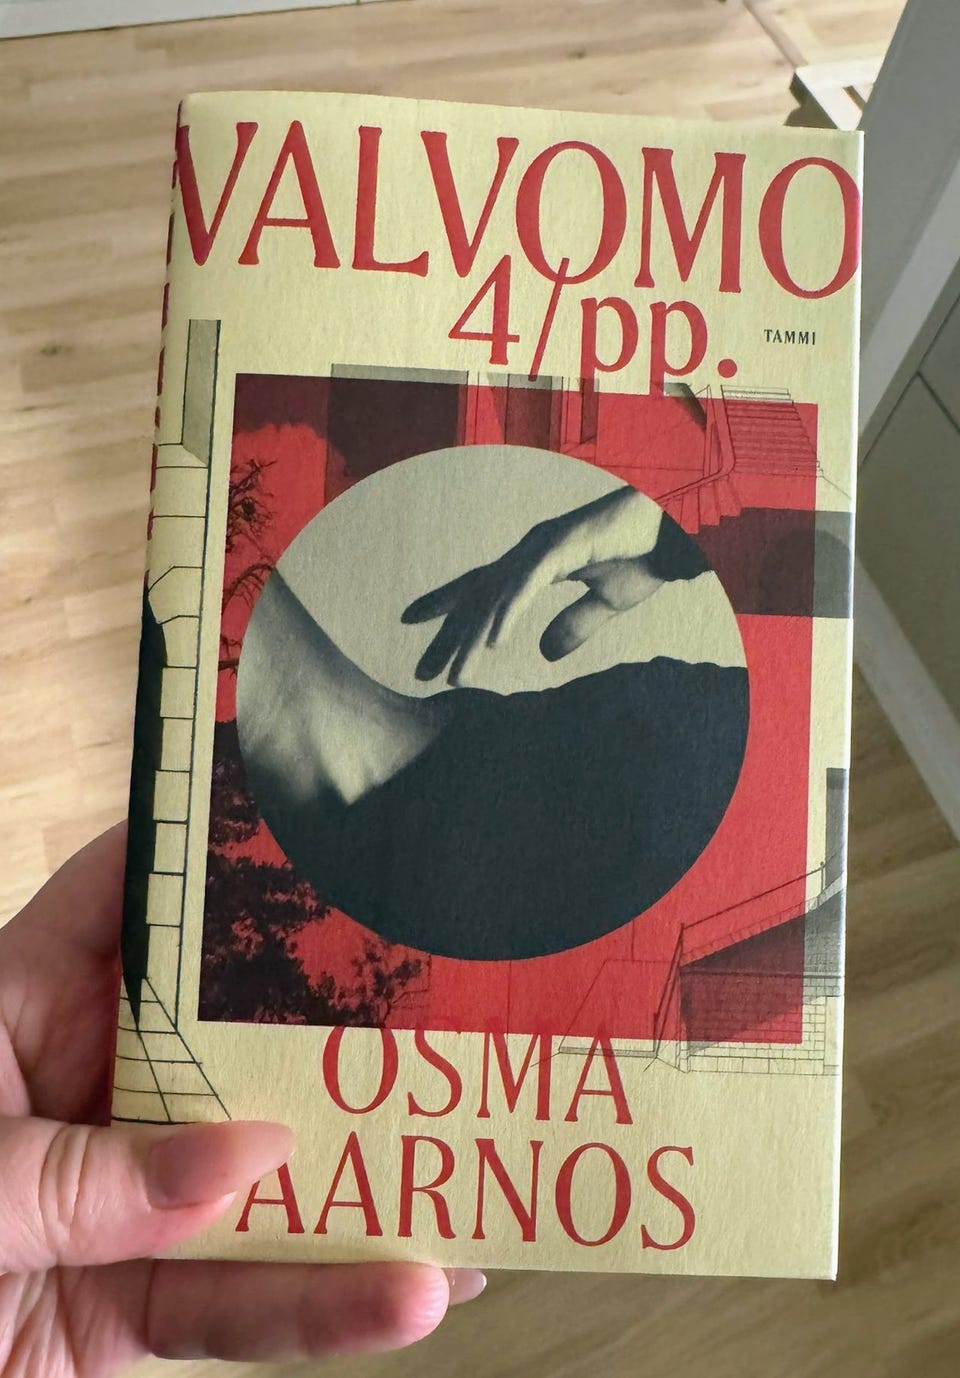 VALVOMO
4/pp.
TAMMI
OSMA
AARNOS